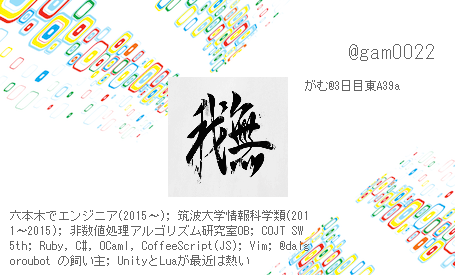 @gam0022
がむ@3日目東A39a
我無
六本木でエンジニア(2015～); 筑波大学情報科学類(201
1～2015); 非数値処理アルゴリズム研究室OB; COJT SW
5th; Ruby, C#, OCaml, CoffeeScript(JS); Vim; @dars
oroubot の飼い主; UnityとLuaが最近は熱い